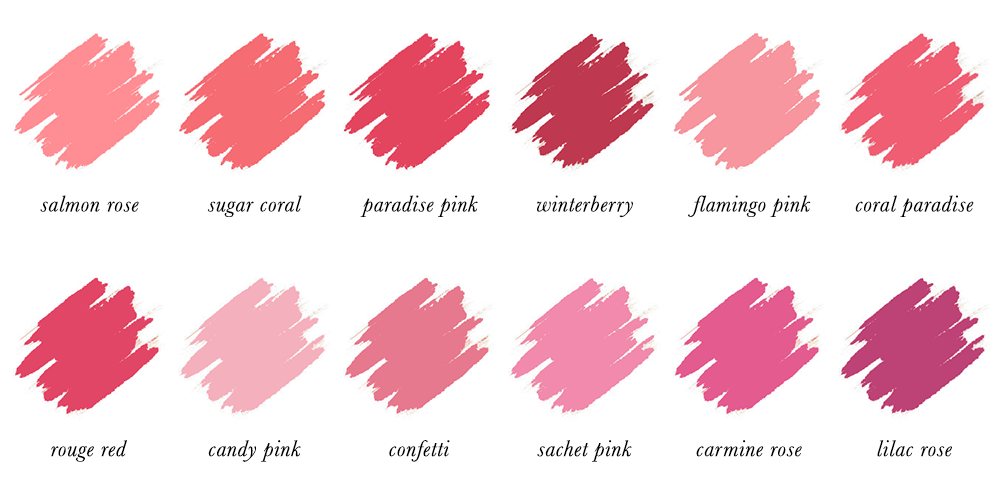 salmon rose
sugar coral
paradise pink
winterberry
flamingo pink
coral paradise
rouge red
candy pink
confetti
sachet pink
carmine rose
lilac rose